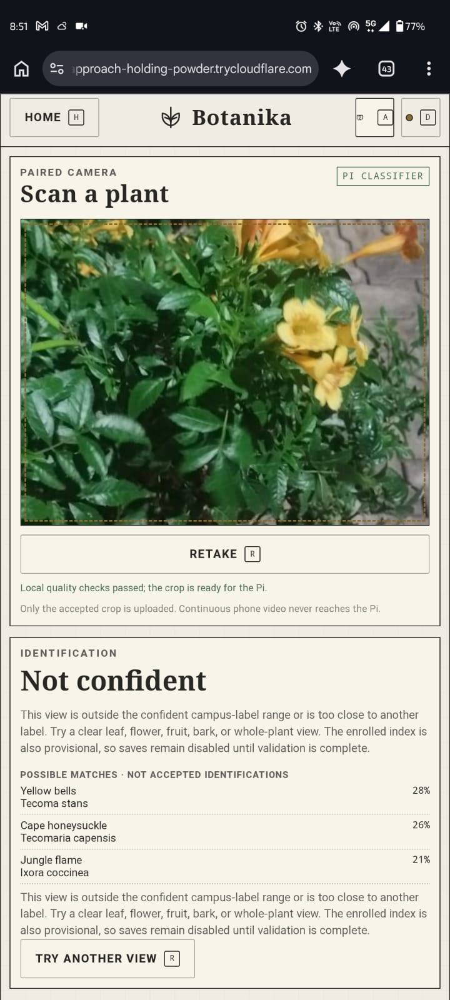 8:51 77%
5G
Vo LTE
approach-holding-powder.trycloudflare.com 43
HOME H Botanika A D
PAIRED CAMERA
Scan a plant
PI CLASSIFIER
RETAKE R
Local quality checks passed; the crop is ready for the Pi.
Only the accepted crop is uploaded. Continuous phone video never reaches the Pi.
IDENTIFICATION
Not confident
This view is outside the confident campus-label range or is too close to another
label. Try a clear leaf, flower, fruit, bark, or whole-plant view. The enrolled index is
also provisional, so saves remain disabled until validation is complete.
POSSIBLE MATCHES · NOT ACCEPTED IDENTIFICATIONS
Yellow bells 28%
Tecoma stans
Cape honeysuckle 26%
Tecomaria capensis
Jungle flame 21%
Ixora coccinea
This view is outside the confident campus-label range or is too close to another
label. Try a clear leaf, flower, fruit, bark, or whole-plant view. The enrolled index is
also provisional, so saves remain disabled until validation is complete.
TRY ANOTHER VIEW R